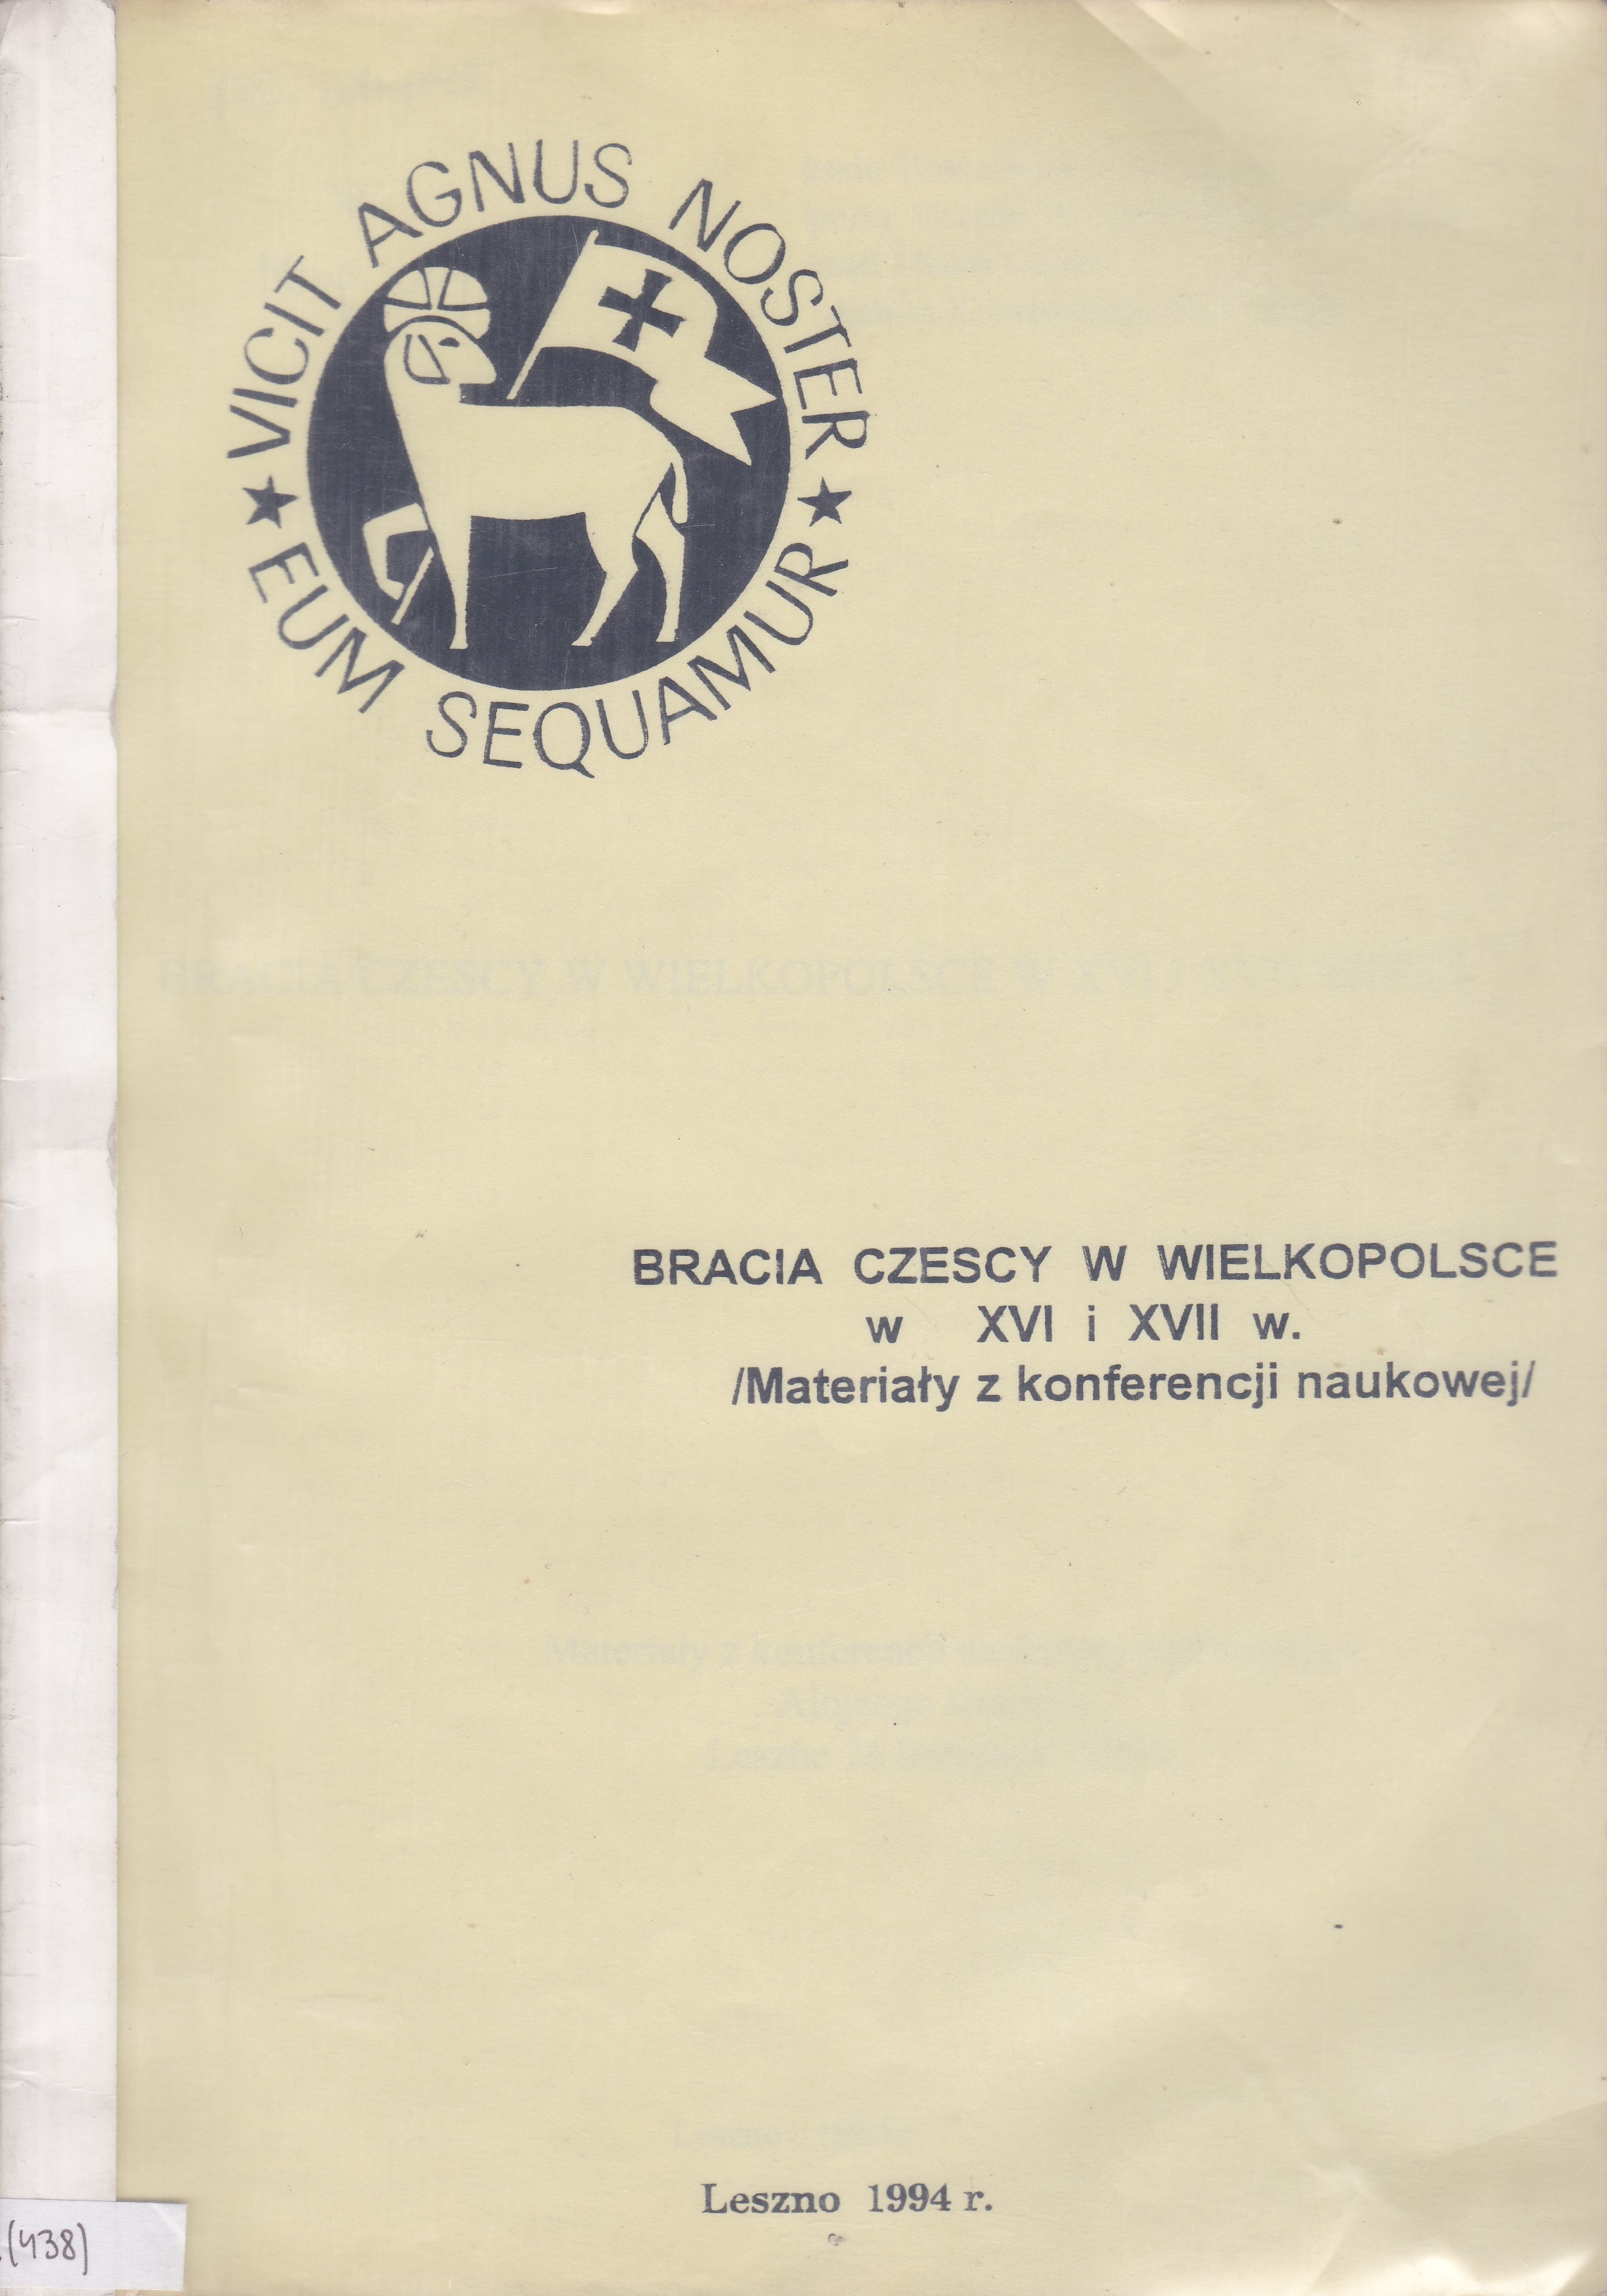 VICIT AGNUS NOSTER
★ EUM SEQUAMUR ★
BRACIA CZESCY W WIELKOPOLSCE
w XVI i XVII w.
/Materiały z konferencji naukowej/
Leszno 1994 r.
(438)